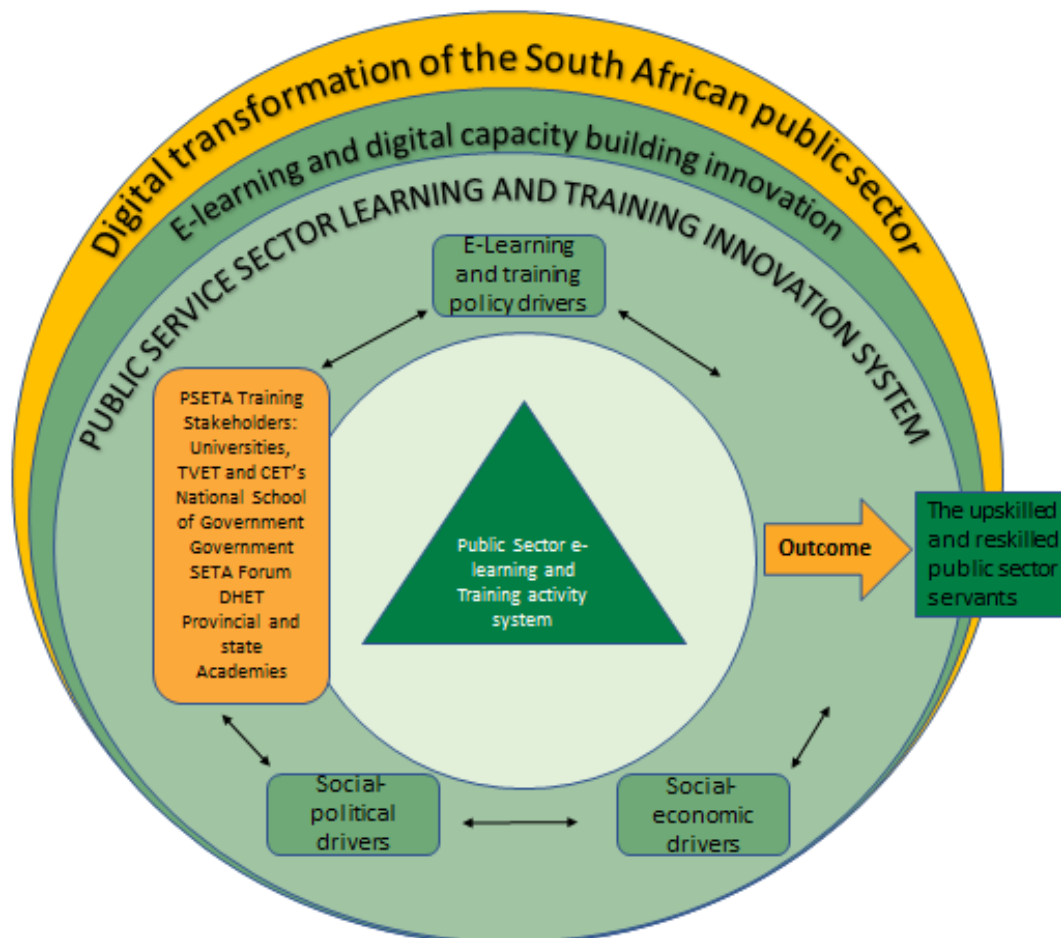 Digital transformation of the South African public sector
E-learning and digital capacity building innovation
PUBLIC SERVICE SECTOR LEARNING AND TRAINING INNOVATION SYSTEM
E-Learning
and training
policy drivers
PSETA Training
Stakeholders:
Universities,
TVET and CET's
National School
of Government
Government
SETA Forum
DHET
Provincial and
state
Academies
Public Sector e-
learning and
Training activity
system
Outcome
The upskilled
and reskilled
public sector
servants
Social-
political
drivers
Social-
economic
drivers